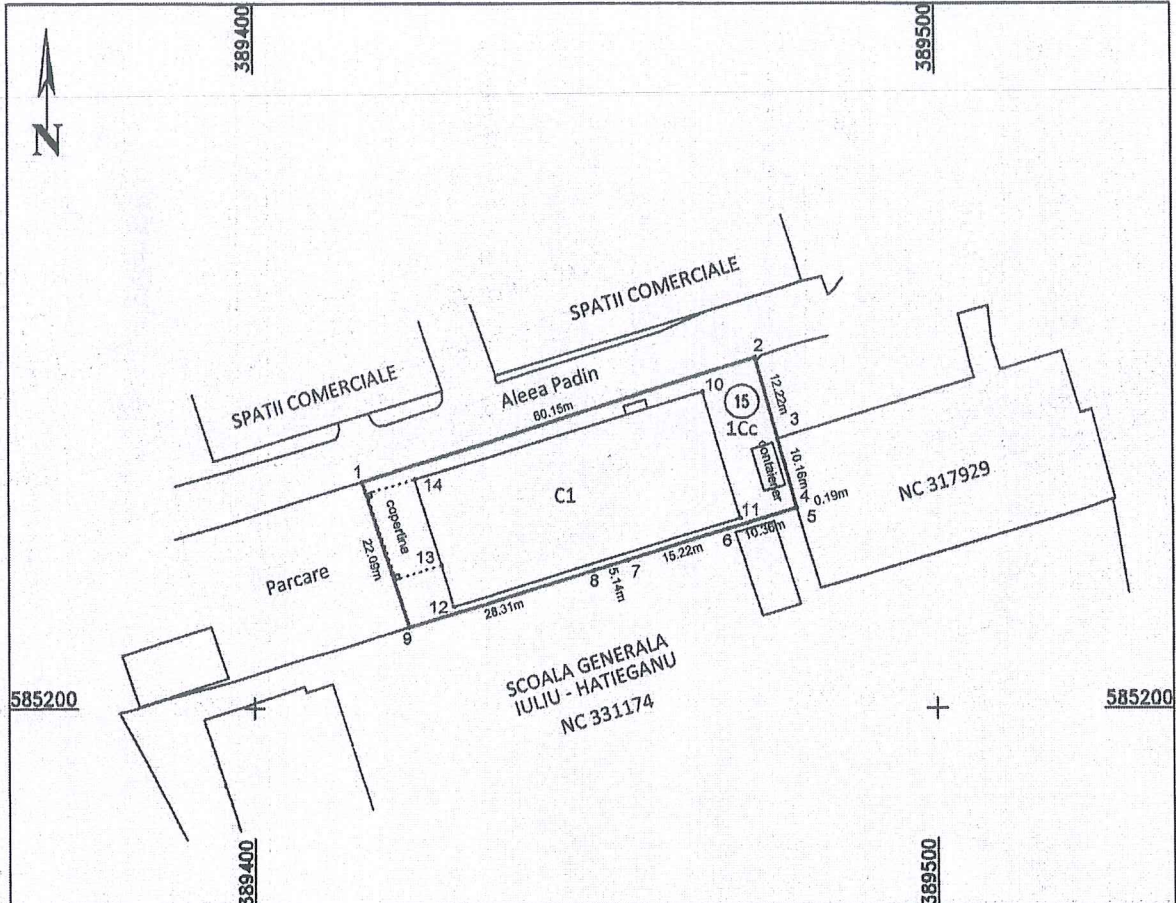 389400
389500
N
SPATII COMERCIALE
SPATII COMERCIALE
Aleea Padin
60.15m
2
10
15
1Cc
12.22m
3
1
14
C1
containener
10.16m
NC 317929
copertina
4
0.19m
5
11
22.09m
13
6
10.36m
15.22m
Parcare
8
7
5.14m
12
28.31m
9
SCOALA GENERALA
IULIU - HATIEGANU
NC 331174
585200
585200
389400
389500